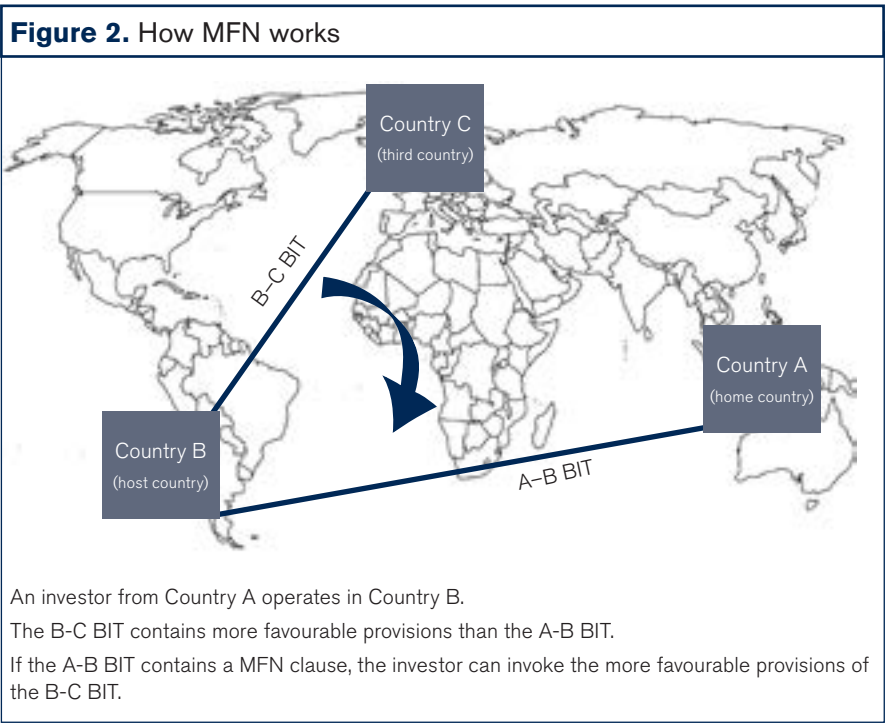 Figure 2. How MFN works
Country C
(third country)
B–C BIT
Country A
(home country)
Country B
(host country)
A–B BIT
An investor from Country A operates in Country B.
The B-C BIT contains more favourable provisions than the A-B BIT.
If the A-B BIT contains a MFN clause, the investor can invoke the more favourable provisions of
the B-C BIT.